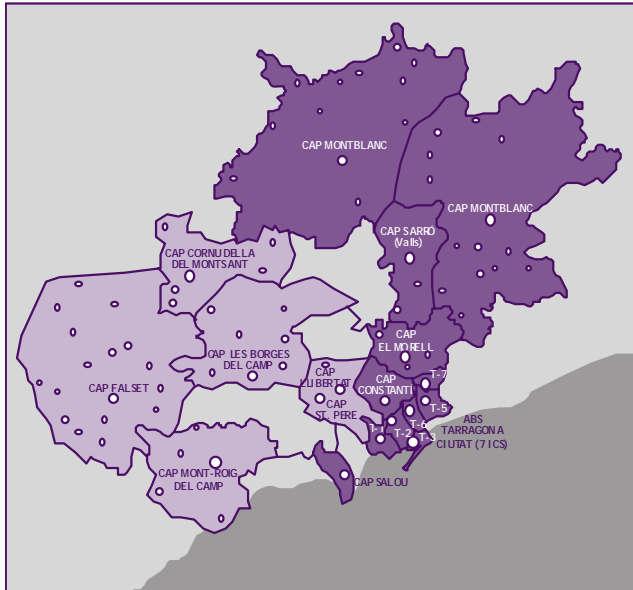 CAP MONTBLANC
CAP MONTBLANC
CAP SARRÓ
(Valls)
CAP CORNUDELLA
DEL MONTSANT
CAP
EL MORELL
CAP LES BORGES
DEL CAMP
CAP
LLIBERTAT
CAP
CONSTANTÍ
T-7
CAP FALSET
CAP
ST. PERE
T-5
T-6
T-1
T-2
T-3
ABS
TARRAGONA
CIUTAT (7 ICS)
CAP MONT-ROIG
DEL CAMP
CAP SALOU